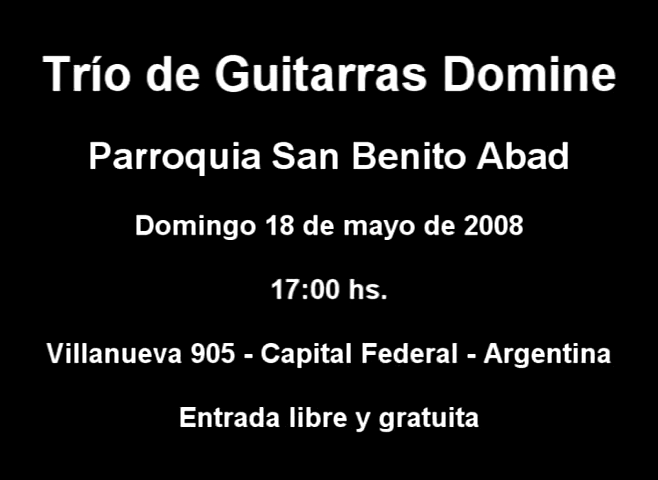 Trío de Guitarras Domine
Parroquia San Benito Abad
Domingo 18 de mayo de 2008
17:00 hs.
Villanueva 905 - Capital Federal - Argentina
Entrada libre y gratuita